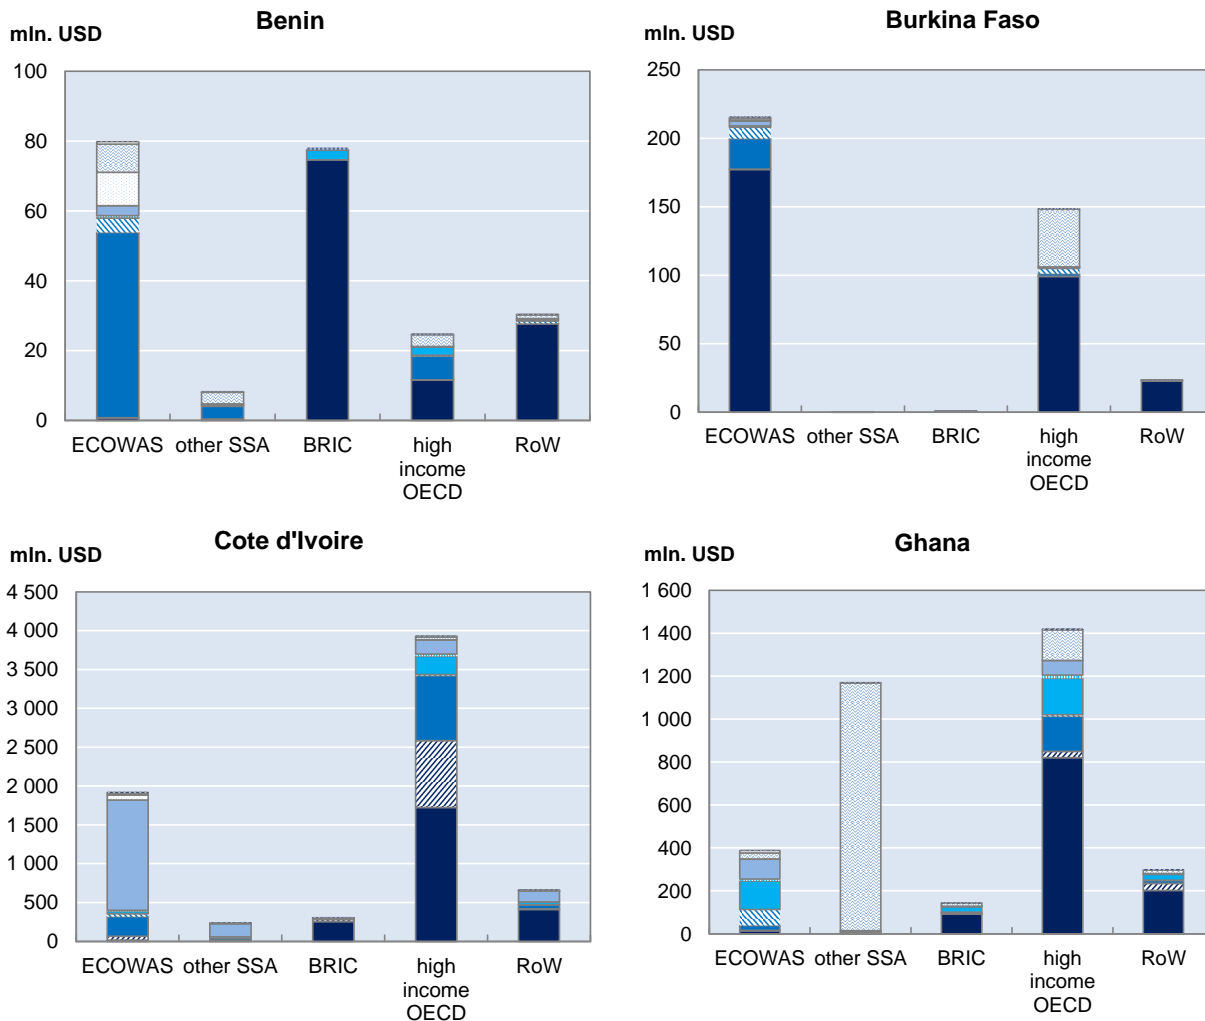 Benin
mln. USD
100
80
60
40
20
0
ECOWAS
other SSA
BRIC
high
income
OECD
RoW
Burkina Faso
mln. USD
250
200
150
100
50
0
ECOWAS
other SSA
BRIC
high
income
OECD
RoW
Cote d'Ivoire
mln. USD
4 500
4 000
3 500
3 000
2 500
2 000
1 500
1 000
500
0
ECOWAS
other SSA
BRIC
high
income
OECD
RoW
Ghana
mln. USD
1 600
1 400
1 200
1 000
800
600
400
200
0
ECOWAS
other SSA
BRIC
high
income
OECD
RoW